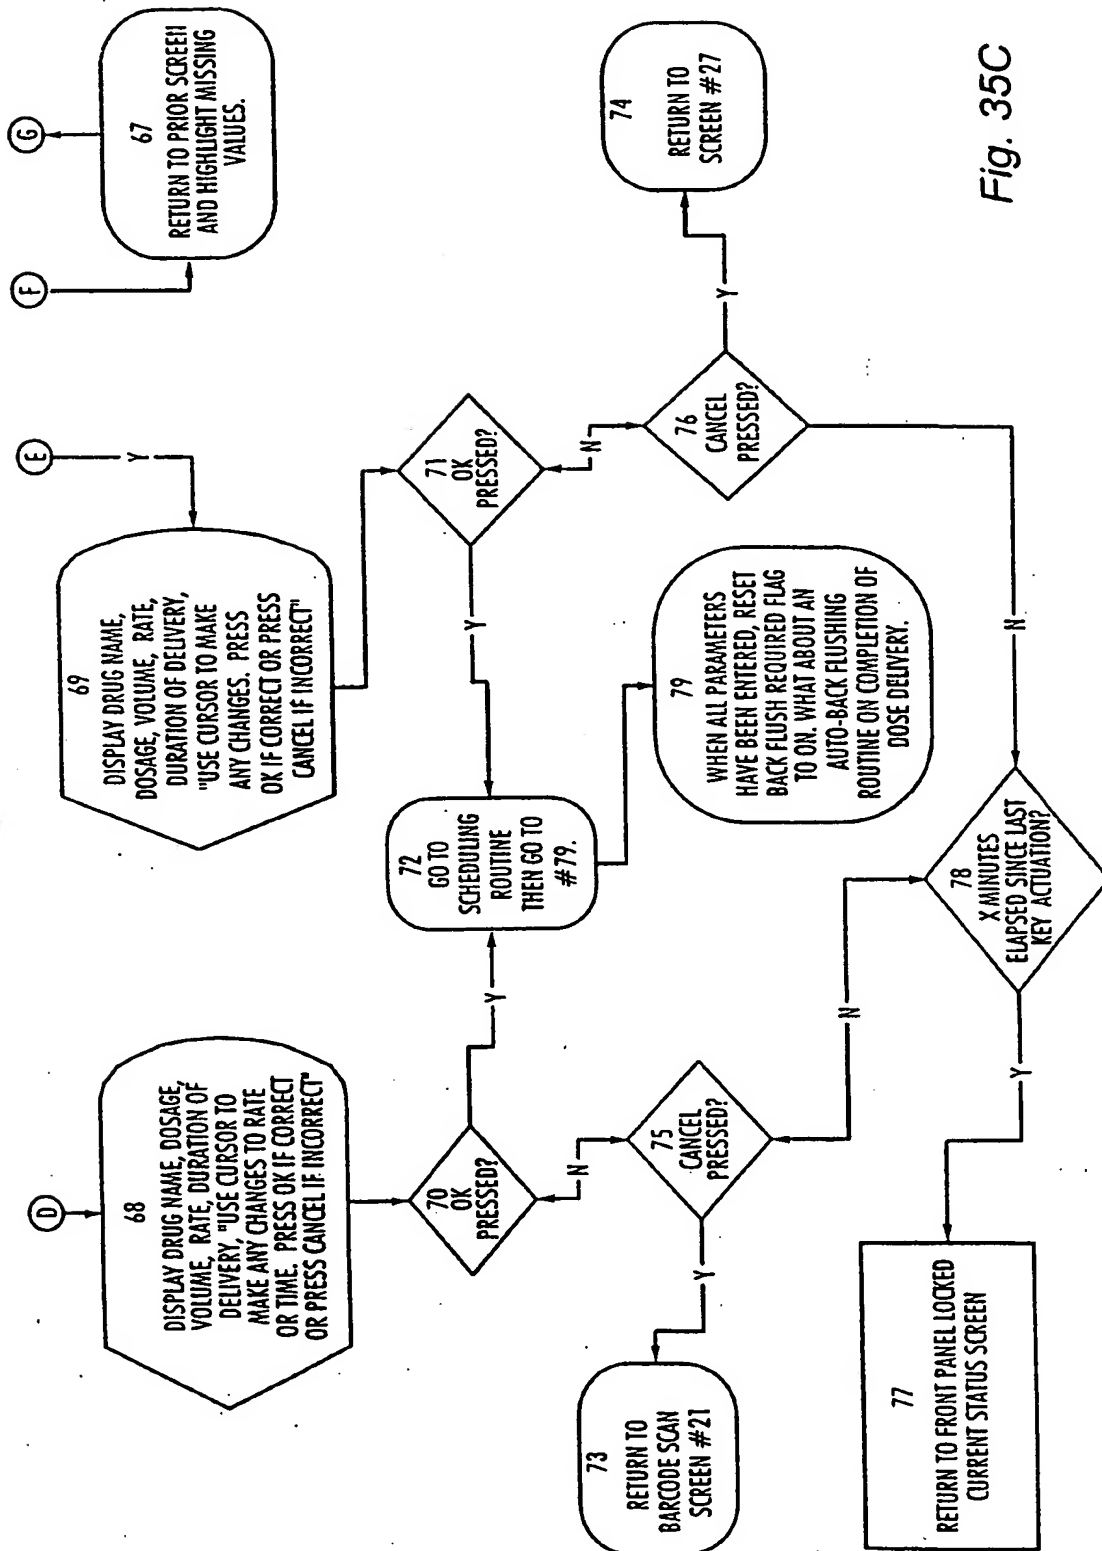 D
68
DISPLAY DRUG NAME, DOSAGE,
VOLUME, RATE, DURATION OF
DELIVERY, "USE CURSOR TO
MAKE ANY CHANGES TO RATE
OR TIME. PRESS OK IF CORRECT
OR PRESS CANCEL IF INCORRECT"
E
Y
69
DISPLAY DRUG NAME,
DOSAGE, VOLUME, RATE,
DURATION OF DELIVERY,
"USE CURSOR TO MAKE
ANY CHANGES. PRESS
OK IF CORRECT OR PRESS
CANCEL IF INCORRECT"
F
G
67
RETURN TO PRIOR SCREEN
AND HIGHLIGHT MISSING
VALUES.
70
OK
PRESSED?
Y
N
72
GO TO
SCHEDULING
ROUTINE
THEN GO TO
#79.
Y
71
OK
PRESSED?
N
73
RETURN TO
BARCODE SCAN
SCREEN #21
Y
75
CANCEL
PRESSED?
N
79
WHEN ALL PARAMETERS
HAVE BEEN ENTERED, RESET
BACK FLUSH REQUIRED FLAG
TO ON. WHAT ABOUT AN
AUTO-BACK FLUSHING
ROUTINE ON COMPLETION OF
DOSE DELIVERY.
76
CANCEL
PRESSED?
Y
N
74
RETURN TO
SCREEN #27
77
RETURN TO FRONT PANEL LOCKED
CURRENT STATUS SCREEN
Y
78
X MINUTES
ELAPSED SINCE LAST
KEY ACTUATION?
Fig. 35C